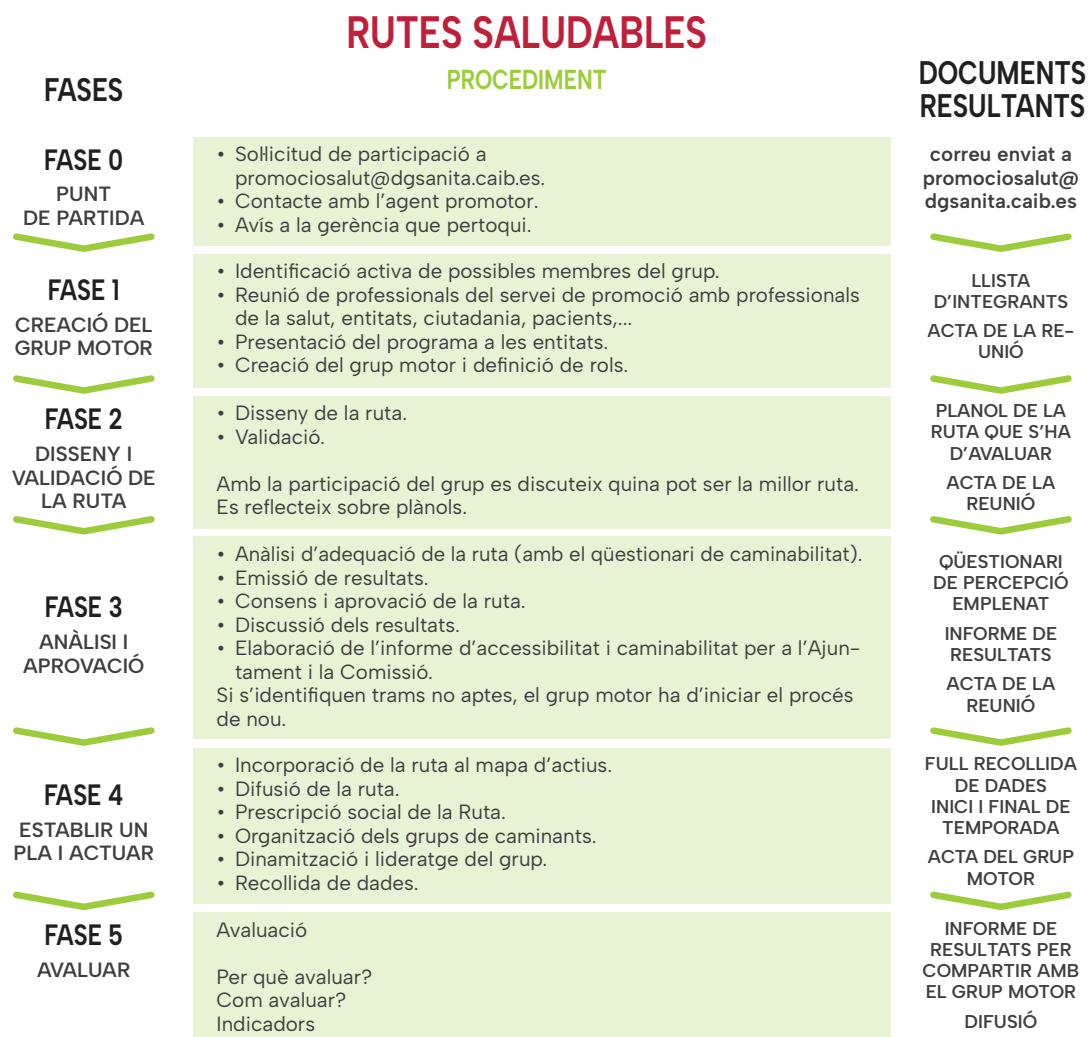 RUTES SALUDABLES
FASES
PROCEDIMENT
DOCUMENTS
RESULTANTS
FASE 0
PUNT
DE PARTIDA
• Sol·licitud de participació a
promociosalut@dgsanita.caib.es.
• Contacte amb l’agent promotor.
• Avís a la gerència que pertoqui.
correu enviat a
promociosalut@
dgsanita.caib.es
FASE 1
CREACIÓ DEL
GRUP MOTOR
• Identificació activa de possibles membres del grup.
• Reunió de professionals del servei de promoció amb professionals
de la salut, entitats, ciutadania, pacients,...
• Presentació del programa a les entitats.
• Creació del grup motor i definició de rols.
LLISTA
D’INTEGRANTS
ACTA DE LA RE-
UNIÓ
FASE 2
DISSENY I
VALIDACIÓ DE
LA RUTA
• Disseny de la ruta.
• Validació.
Amb la participació del grup es discuteix quina pot ser la millor ruta.
Es reflecteix sobre plànols.
PLANOL DE LA
RUTA QUE S’HA
D’AVALUAR
ACTA DE LA
REUNIÓ
FASE 3
ANÀLISI I
APROVACIÓ
• Anàlisi d’adequació de la ruta (amb el qüestionari de caminabilitat).
• Emissió de resultats.
• Consens i aprovació de la ruta.
• Discussió dels resultats.
• Elaboració de l’informe d’accessibilitat i caminabilitat per a l’Ajun-
tament i la Comissió.
Si s’identifiquen trams no aptes, el grup motor ha d’iniciar el procés
de nou.
QÜESTIONARI
DE PERCEPCIÓ
EMPLENAT
INFORME DE
RESULTATS
ACTA DE LA
REUNIÓ
FASE 4
ESTABLIR UN
PLA I ACTUAR
• Incorporació de la ruta al mapa d’actius.
• Difusió de la ruta.
• Prescripció social de la Ruta.
• Organització dels grups de caminants.
• Dinamització i lideratge del grup.
• Recollida de dades.
FULL RECOLLIDA
DE DADES
INICI I FINAL DE
TEMPORADA
ACTA DEL GRUP
MOTOR
FASE 5
AVALUAR
Avaluació
Per què avaluar?
Com avaluar?
Indicadors
INFORME DE
RESULTATS PER
COMPARTIR AMB
EL GRUP MOTOR
DIFUSIÓ